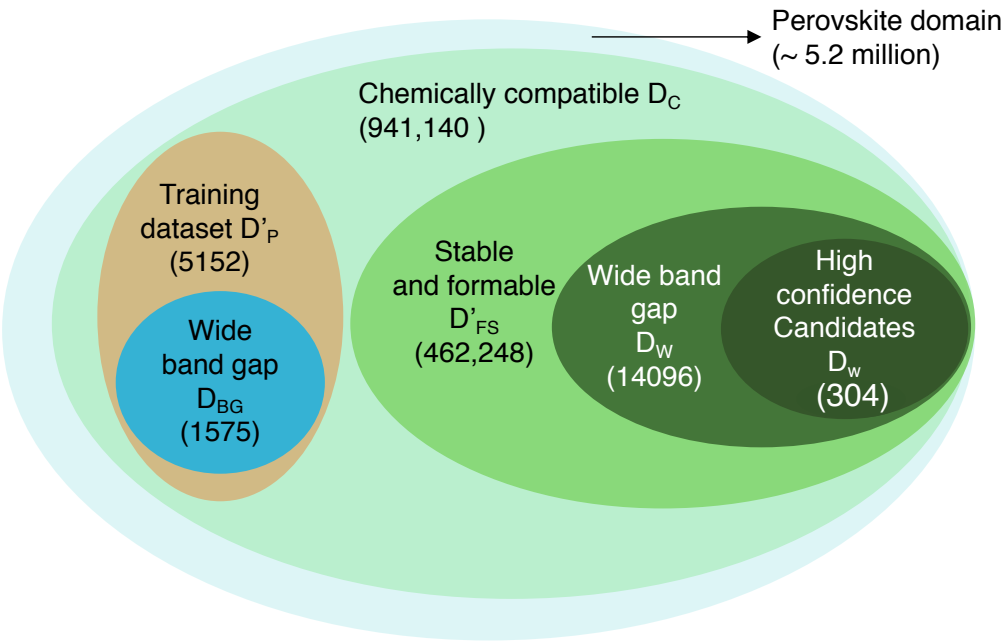 Perovskite domain
(~ 5.2 million)
Chemically compatible D_C
(941,140 )
Training
dataset D'_P
(5152)
Wide
band gap
D_BG
(1575)
Stable
and formable
D'_FS
(462,248)
Wide band
gap
D_W
(14096)
High
confidence
Candidates
D_w
(304)